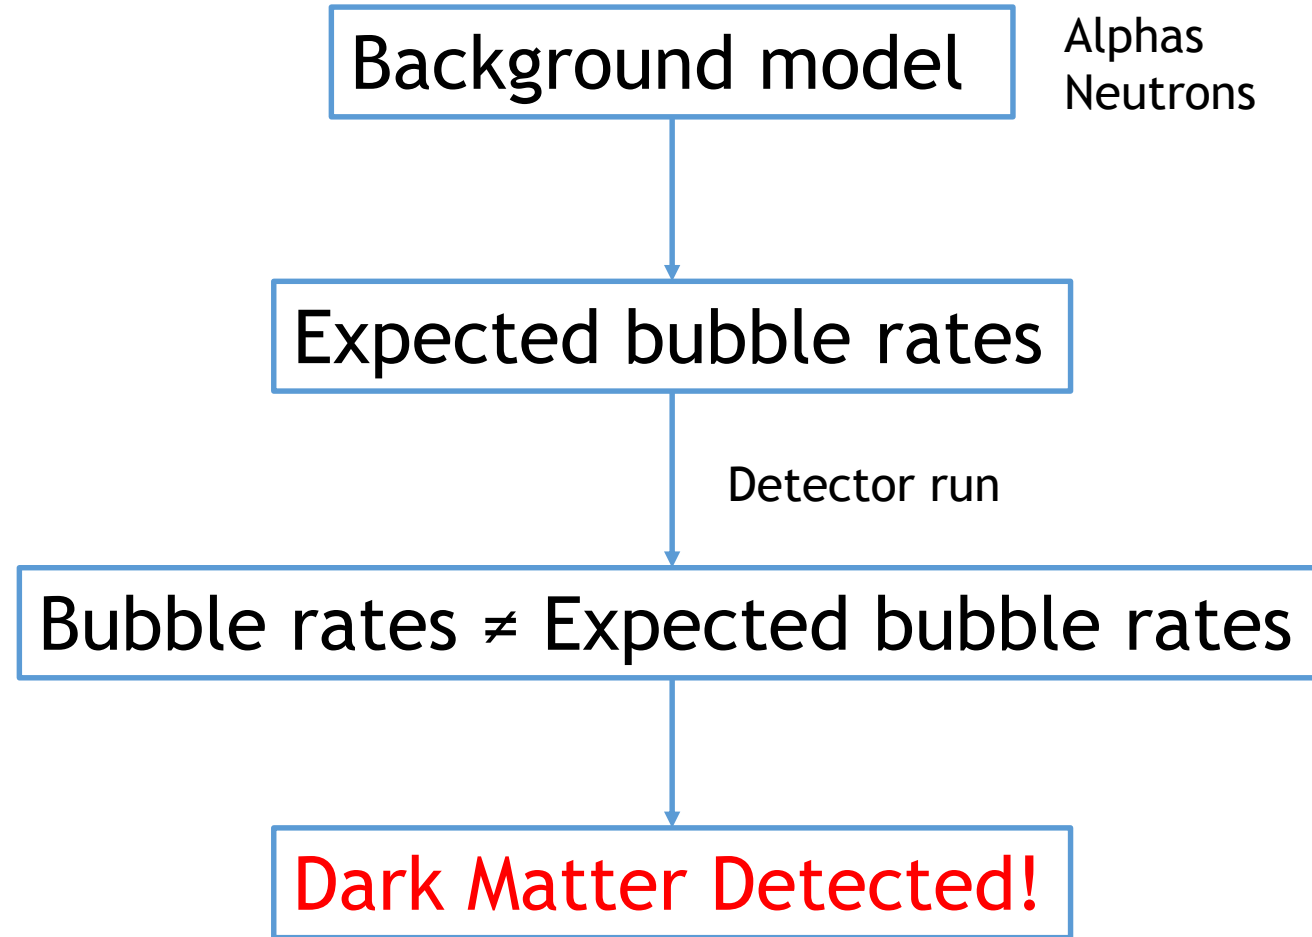 Background model
Alphas
Neutrons
Expected bubble rates
Detector run
Bubble rates ≠ Expected bubble rates
Dark Matter Detected!